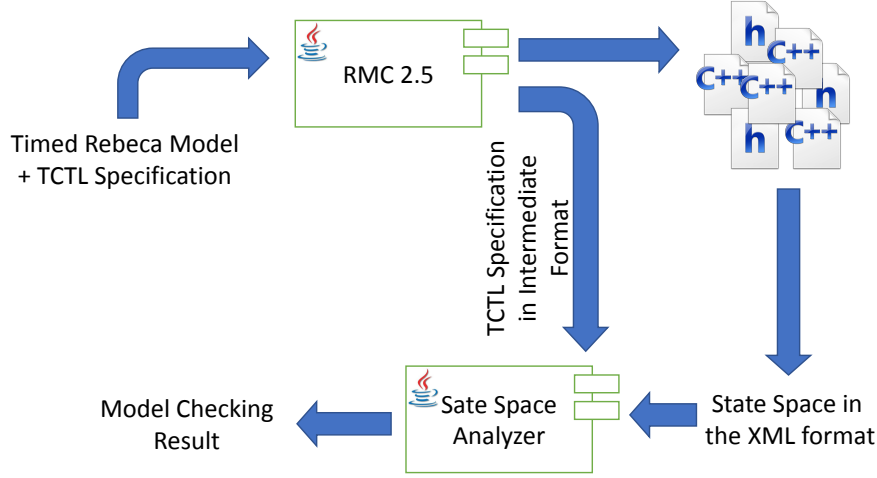 RMC 2.5
h
C++
C++
C++
h
h
C++
Timed Rebeca Model
+ TCTL Specification
TCTL Specification
in Intermediate
Format
Sate Space
Analyzer
State Space in
the XML format
Model Checking
Result